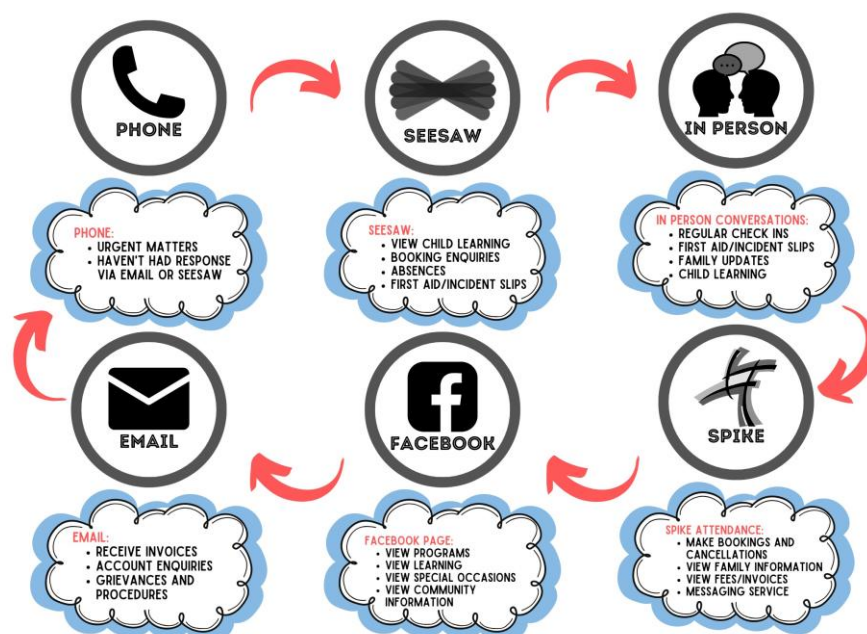 PHONE
SEESAW
IN PERSON
PHONE:
• URGENT MATTERS
• HAVEN'T HAD RESPONSE
VIA EMAIL OR SEESAW
SEESAW:
• VIEW CHILD LEARNING
• BOOKING ENQUIRIES
• ABSENCES
• FIRST AID/INCIDENT SLIPS
IN PERSON CONVERSATIONS:
• REGULAR CHECK INS
• FIRST AID/INCIDENT SLIPS
• FAMILY UPDATES
• CHILD LEARNING
EMAIL
FACEBOOK
SPIKE
EMAIL:
• RECEIVE INVOICES
• ACCOUNT ENQUIRIES
• GRIEVANCES AND
PROCEDURES
FACEBOOK PAGE:
• VIEW PROGRAMS
• VIEW LEARNING
• VIEW SPECIAL OCCASIONS
• VIEW COMMUNITY
INFORMATION
SPIKE ATTENDANCE:
• MAKE BOOKINGS AND
CANCELLATIONS
• VIEW FAMILY INFORMATION
• VIEW FEES/INVOICES
• MESSAGING SERVICE